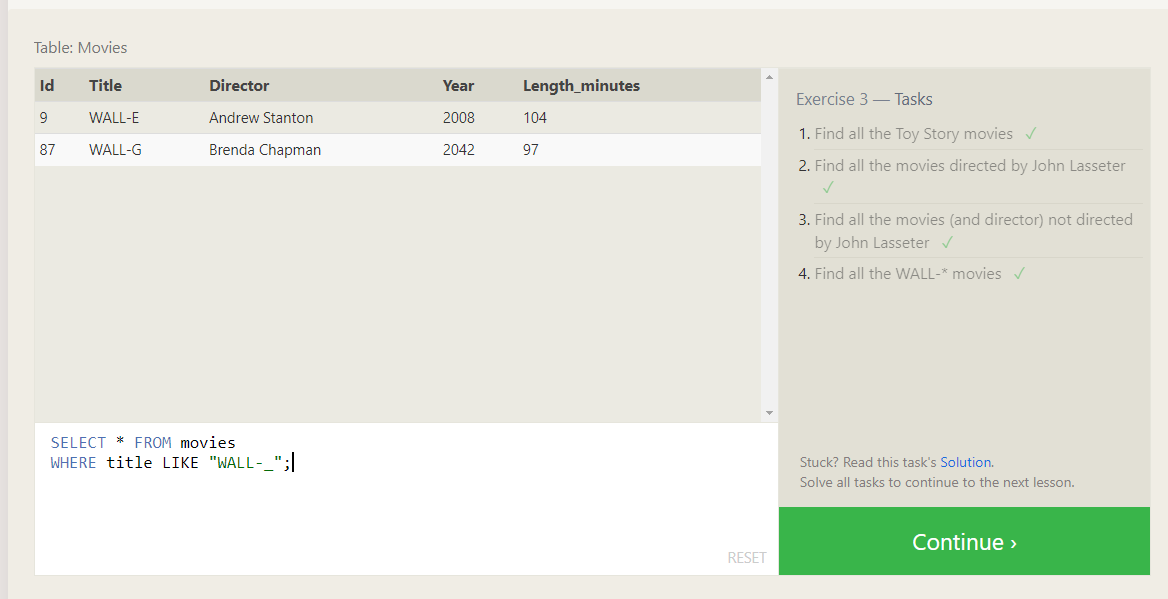 Table: Movies
Id Title Director Year Length_minutes
9 WALL-E Andrew Stanton 2008 104
87 WALL-G Brenda Chapman 2042 97
SELECT * FROM movies
WHERE title LIKE "WALL-_";
RESET
Exercise 3 — Tasks
1. Find all the Toy Story movies ✓
2. Find all the movies directed by John Lasseter
✓
3. Find all the movies (and director) not directed
by John Lasseter ✓
4. Find all the WALL-* movies ✓
Stuck? Read this task's Solution.
Solve all tasks to continue to the next lesson.
Continue ›